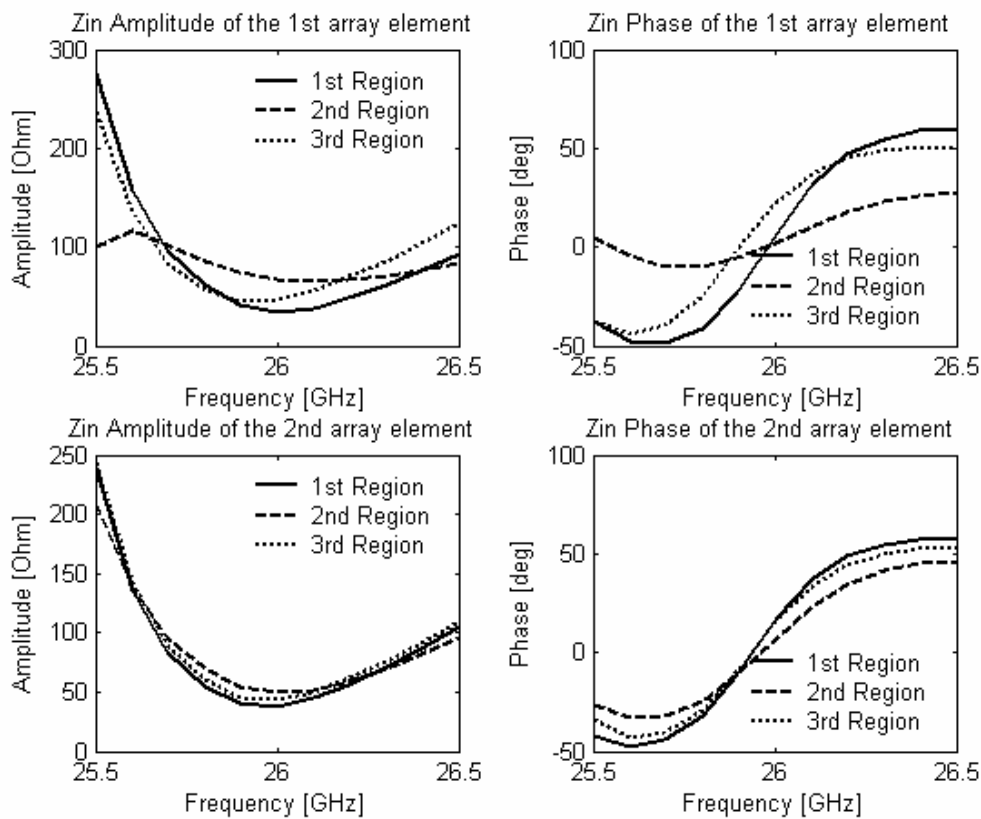 Zin Amplitude of the 1st array element
300
200
100
0
Amplitude [Ohm]
1st Region
2nd Region
3rd Region
25.5
26
26.5
Frequency [GHz]
Zin Phase of the 1st array element
100
50
0
-50
Phase [deg]
1st Region
2nd Region
3rd Region
25.5
26
26.5
Frequency [GHz]
Zin Amplitude of the 2nd array element
250
200
150
100
50
0
Amplitude [Ohm]
1st Region
2nd Region
3rd Region
25.5
26
26.5
Frequency [GHz]
Zin Phase of the 2nd array element
100
50
0
-50
Phase [deg]
1st Region
2nd Region
3rd Region
25.5
26
26.5
Frequency [GHz]